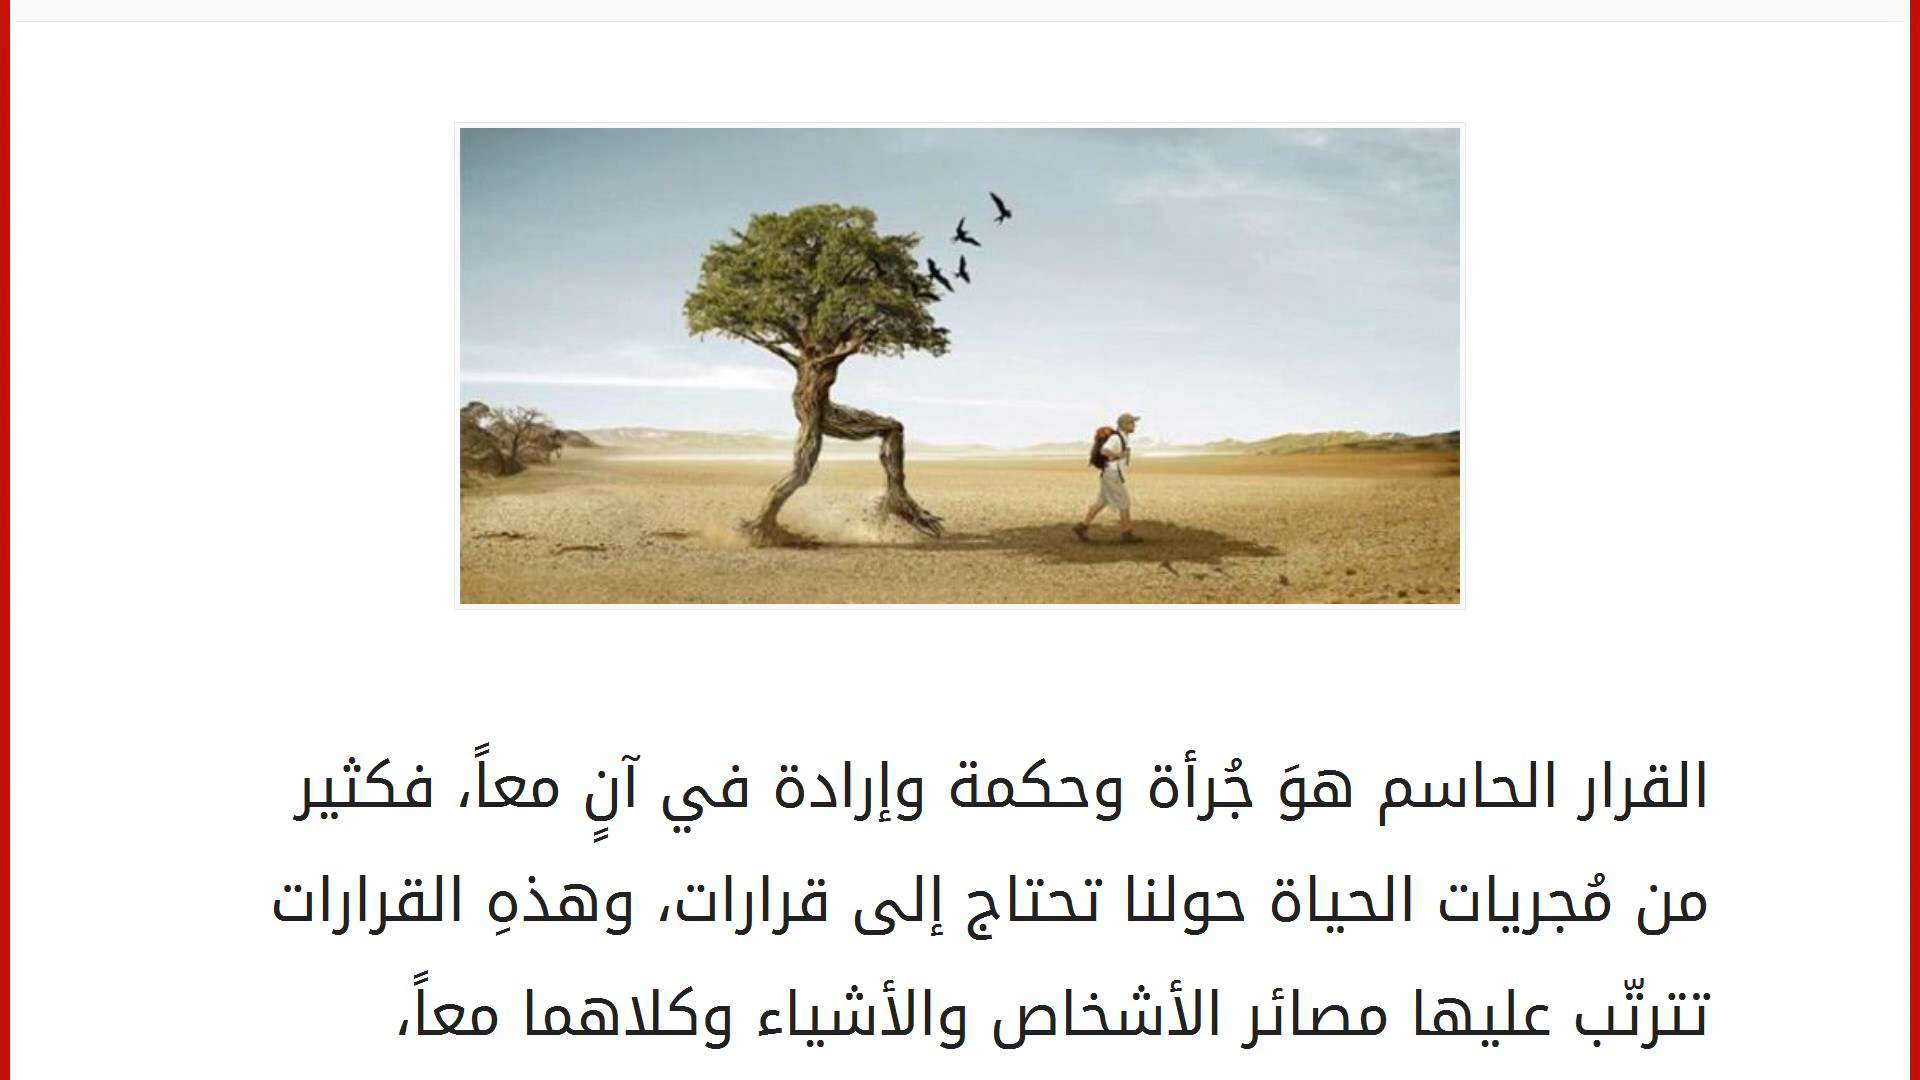 القرار الحاسم هوَ جُرأة وحكمة وإرادة في آنٍ معاً، فكثير
من مُجريات الحياة حولنا تحتاج إلى قرارات، وهذهِ القرارات
تترتّب عليها مصائر الأشخاص والأشياء وكلاهما معاً،